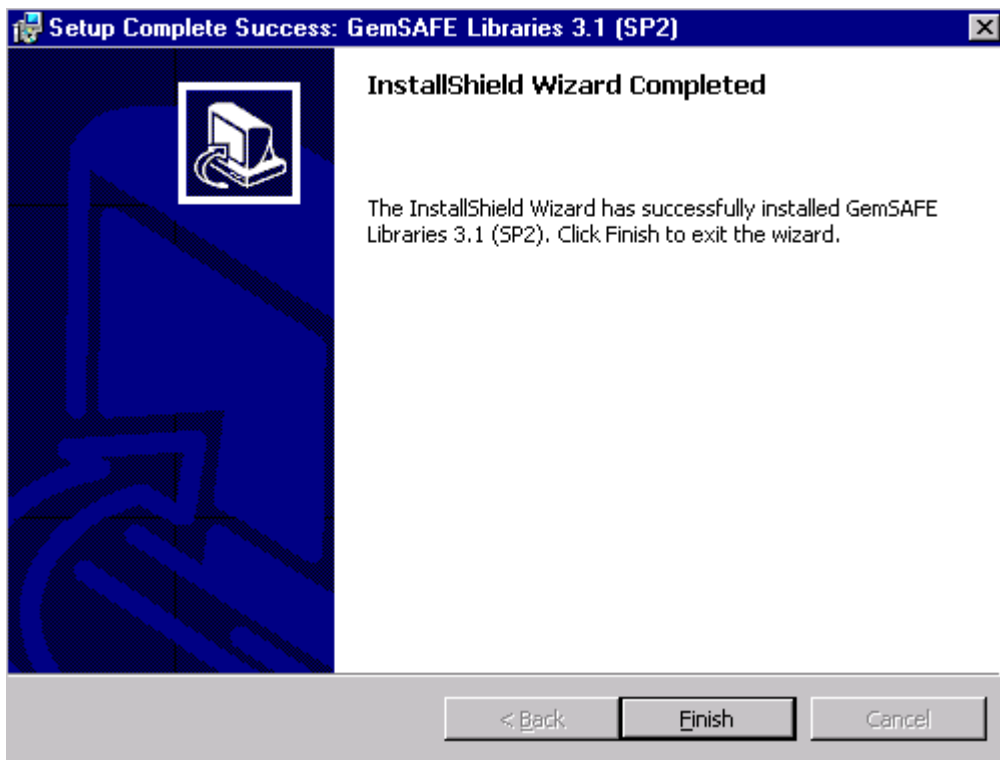 Setup Complete Success: GemSAFE Libraries 3.1 (SP2)
InstallShield Wizard Completed
The InstallShield Wizard has successfully installed GemSAFE
Libraries 3.1 (SP2). Click Finish to exit the wizard.
< Back
Finish
Cancel